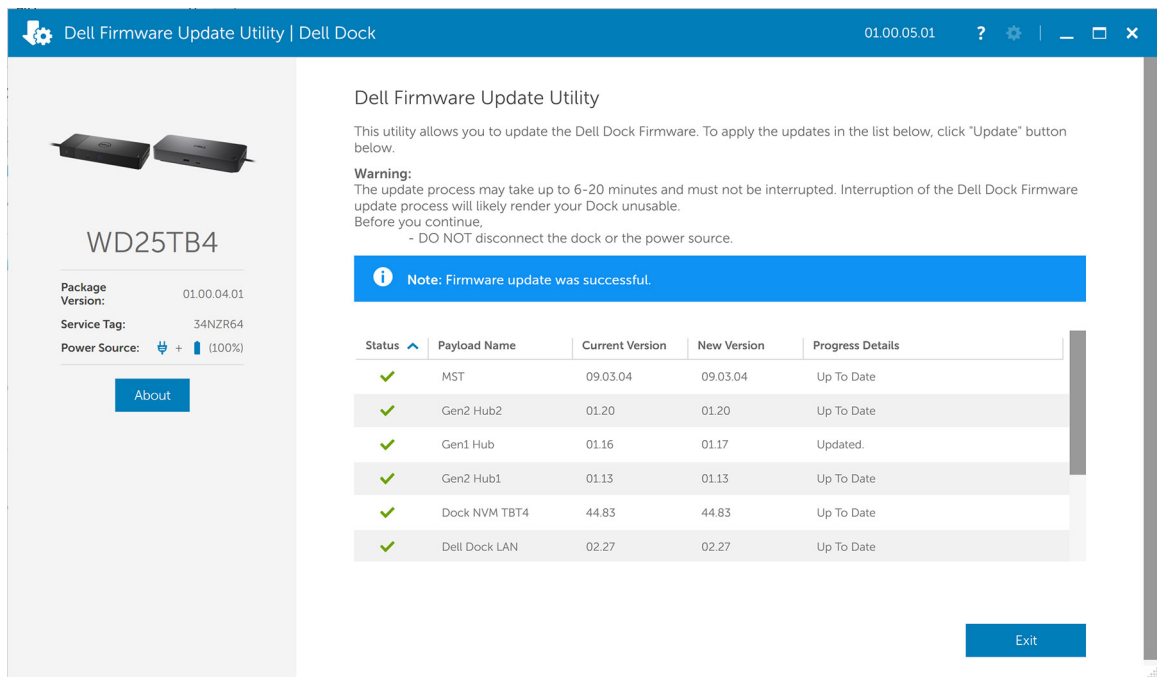 Dell Firmware Update Utility | Dell Dock
01.00.05.01
?
Dell Firmware Update Utility
This utility allows you to update the Dell Dock Firmware. To apply the updates in the list below, click "Update" button
below.
Warning:
The update process may take up to 6-20 minutes and must not be interrupted. Interruption of the Dell Dock Firmware
update process will likely render your Dock unusable.
Before you continue,
- DO NOT disconnect the dock or the power source.
WD25TB4
Package
Version: 01.00.04.01
Service Tag: 34NZR64
Power Source: + (100%)
About
i Note: Firmware update was successful.
Status Payload Name Current Version New Version Progress Details
MST 09.03.04 09.03.04 Up To Date
Gen2 Hub2 01.20 01.20 Up To Date
Gen1 Hub 01.16 01.17 Updated.
Gen2 Hub1 01.13 01.13 Up To Date
Dock NVM TBT4 44.83 44.83 Up To Date
Dell Dock LAN 02.27 02.27 Up To Date
Exit